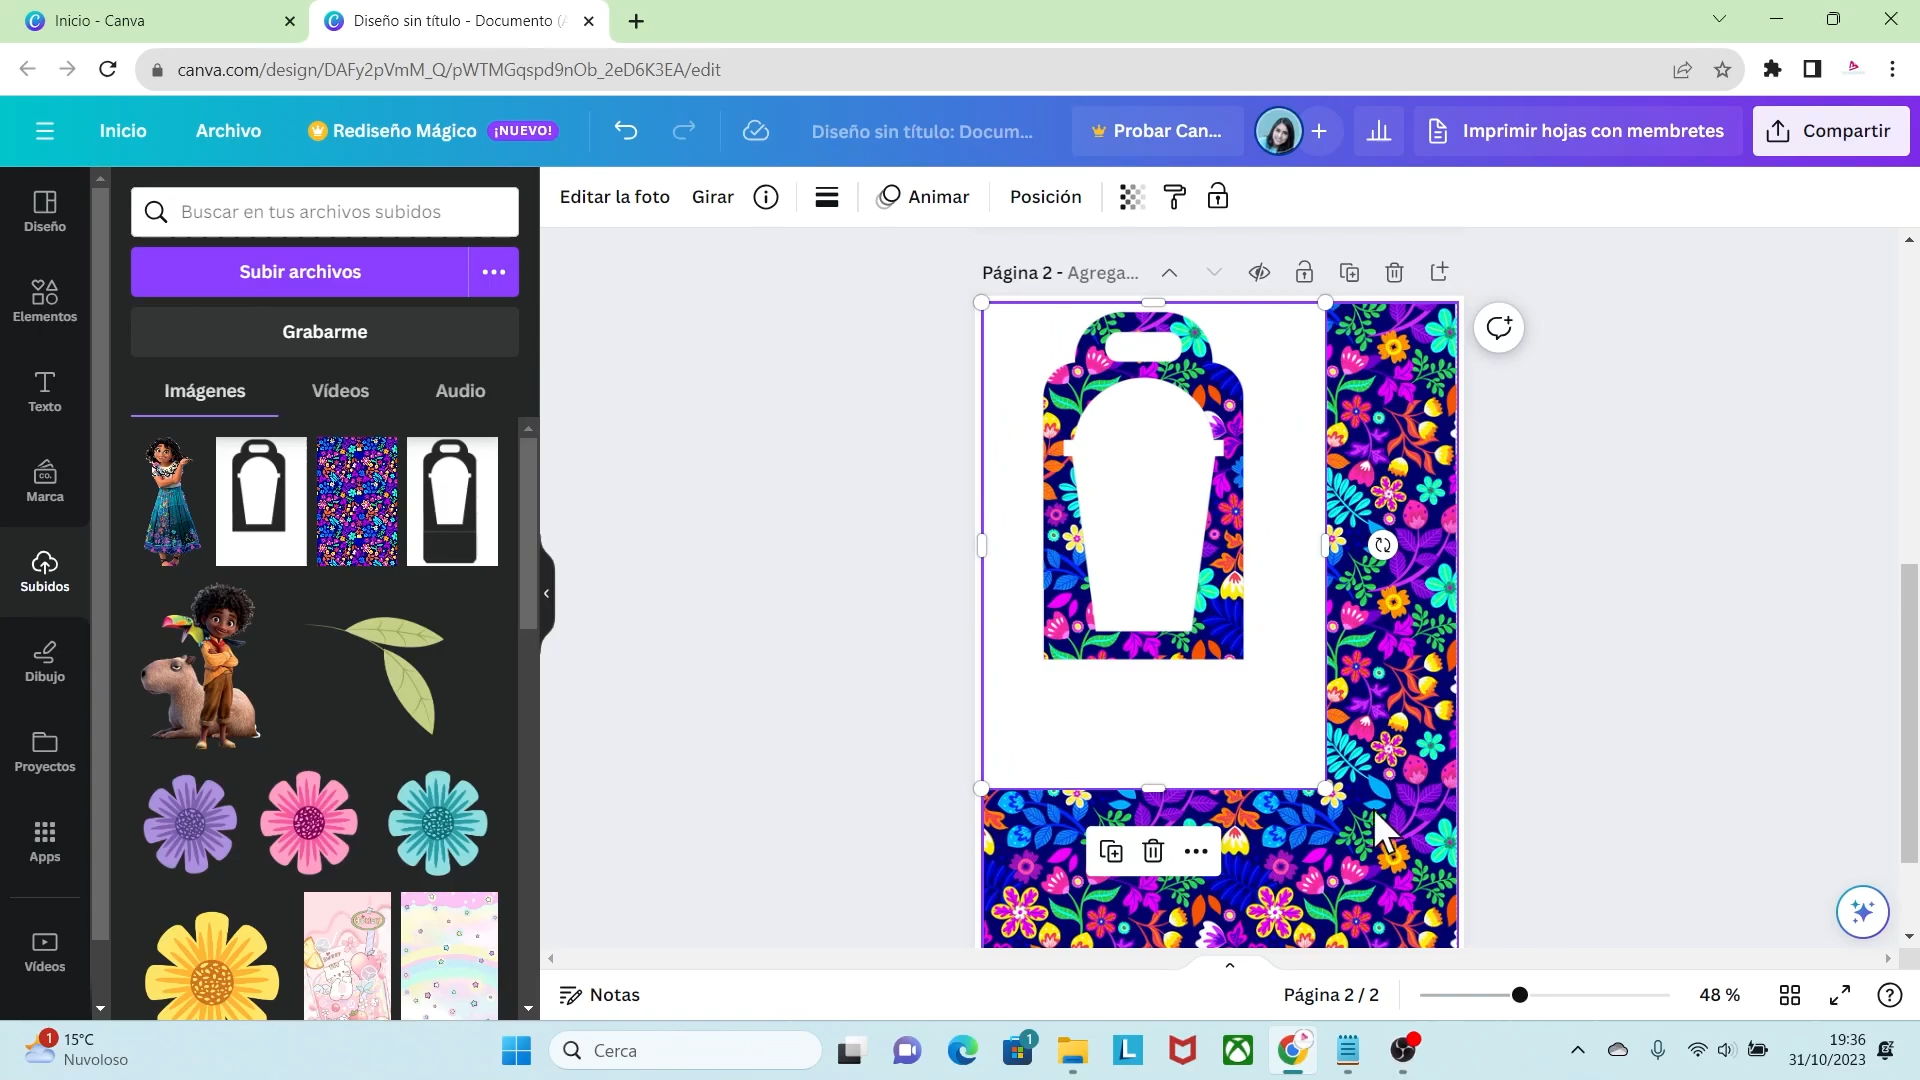 Inicio - Canva
Diseño sin título - Documento (A
canva.com/design/DAFy2pVmM_Q/pWTMGqspd9nOb_2eD6K3EA/edit
Inicio
Archivo
Rediseño Mágico
¡NUEVO!
Diseño sin título: Docum...
Probar Can...
Imprimir hojas con membretes
Compartir
Diseño
Elementos
Texto
CO.
Marca
Subidos
Dibujo
Proyectos
Apps
Vídeos
Buscar en tus archivos subidos
Subir archivos
Grabarme
Imágenes
Vídeos
Audio
Editar la foto
Girar
Animar
Posición
Página 2 - Agrega...
Notas
Página 2 / 2
48 %
1
15°C
Nuvoloso
Cerca
1
19:36
31/10/2023